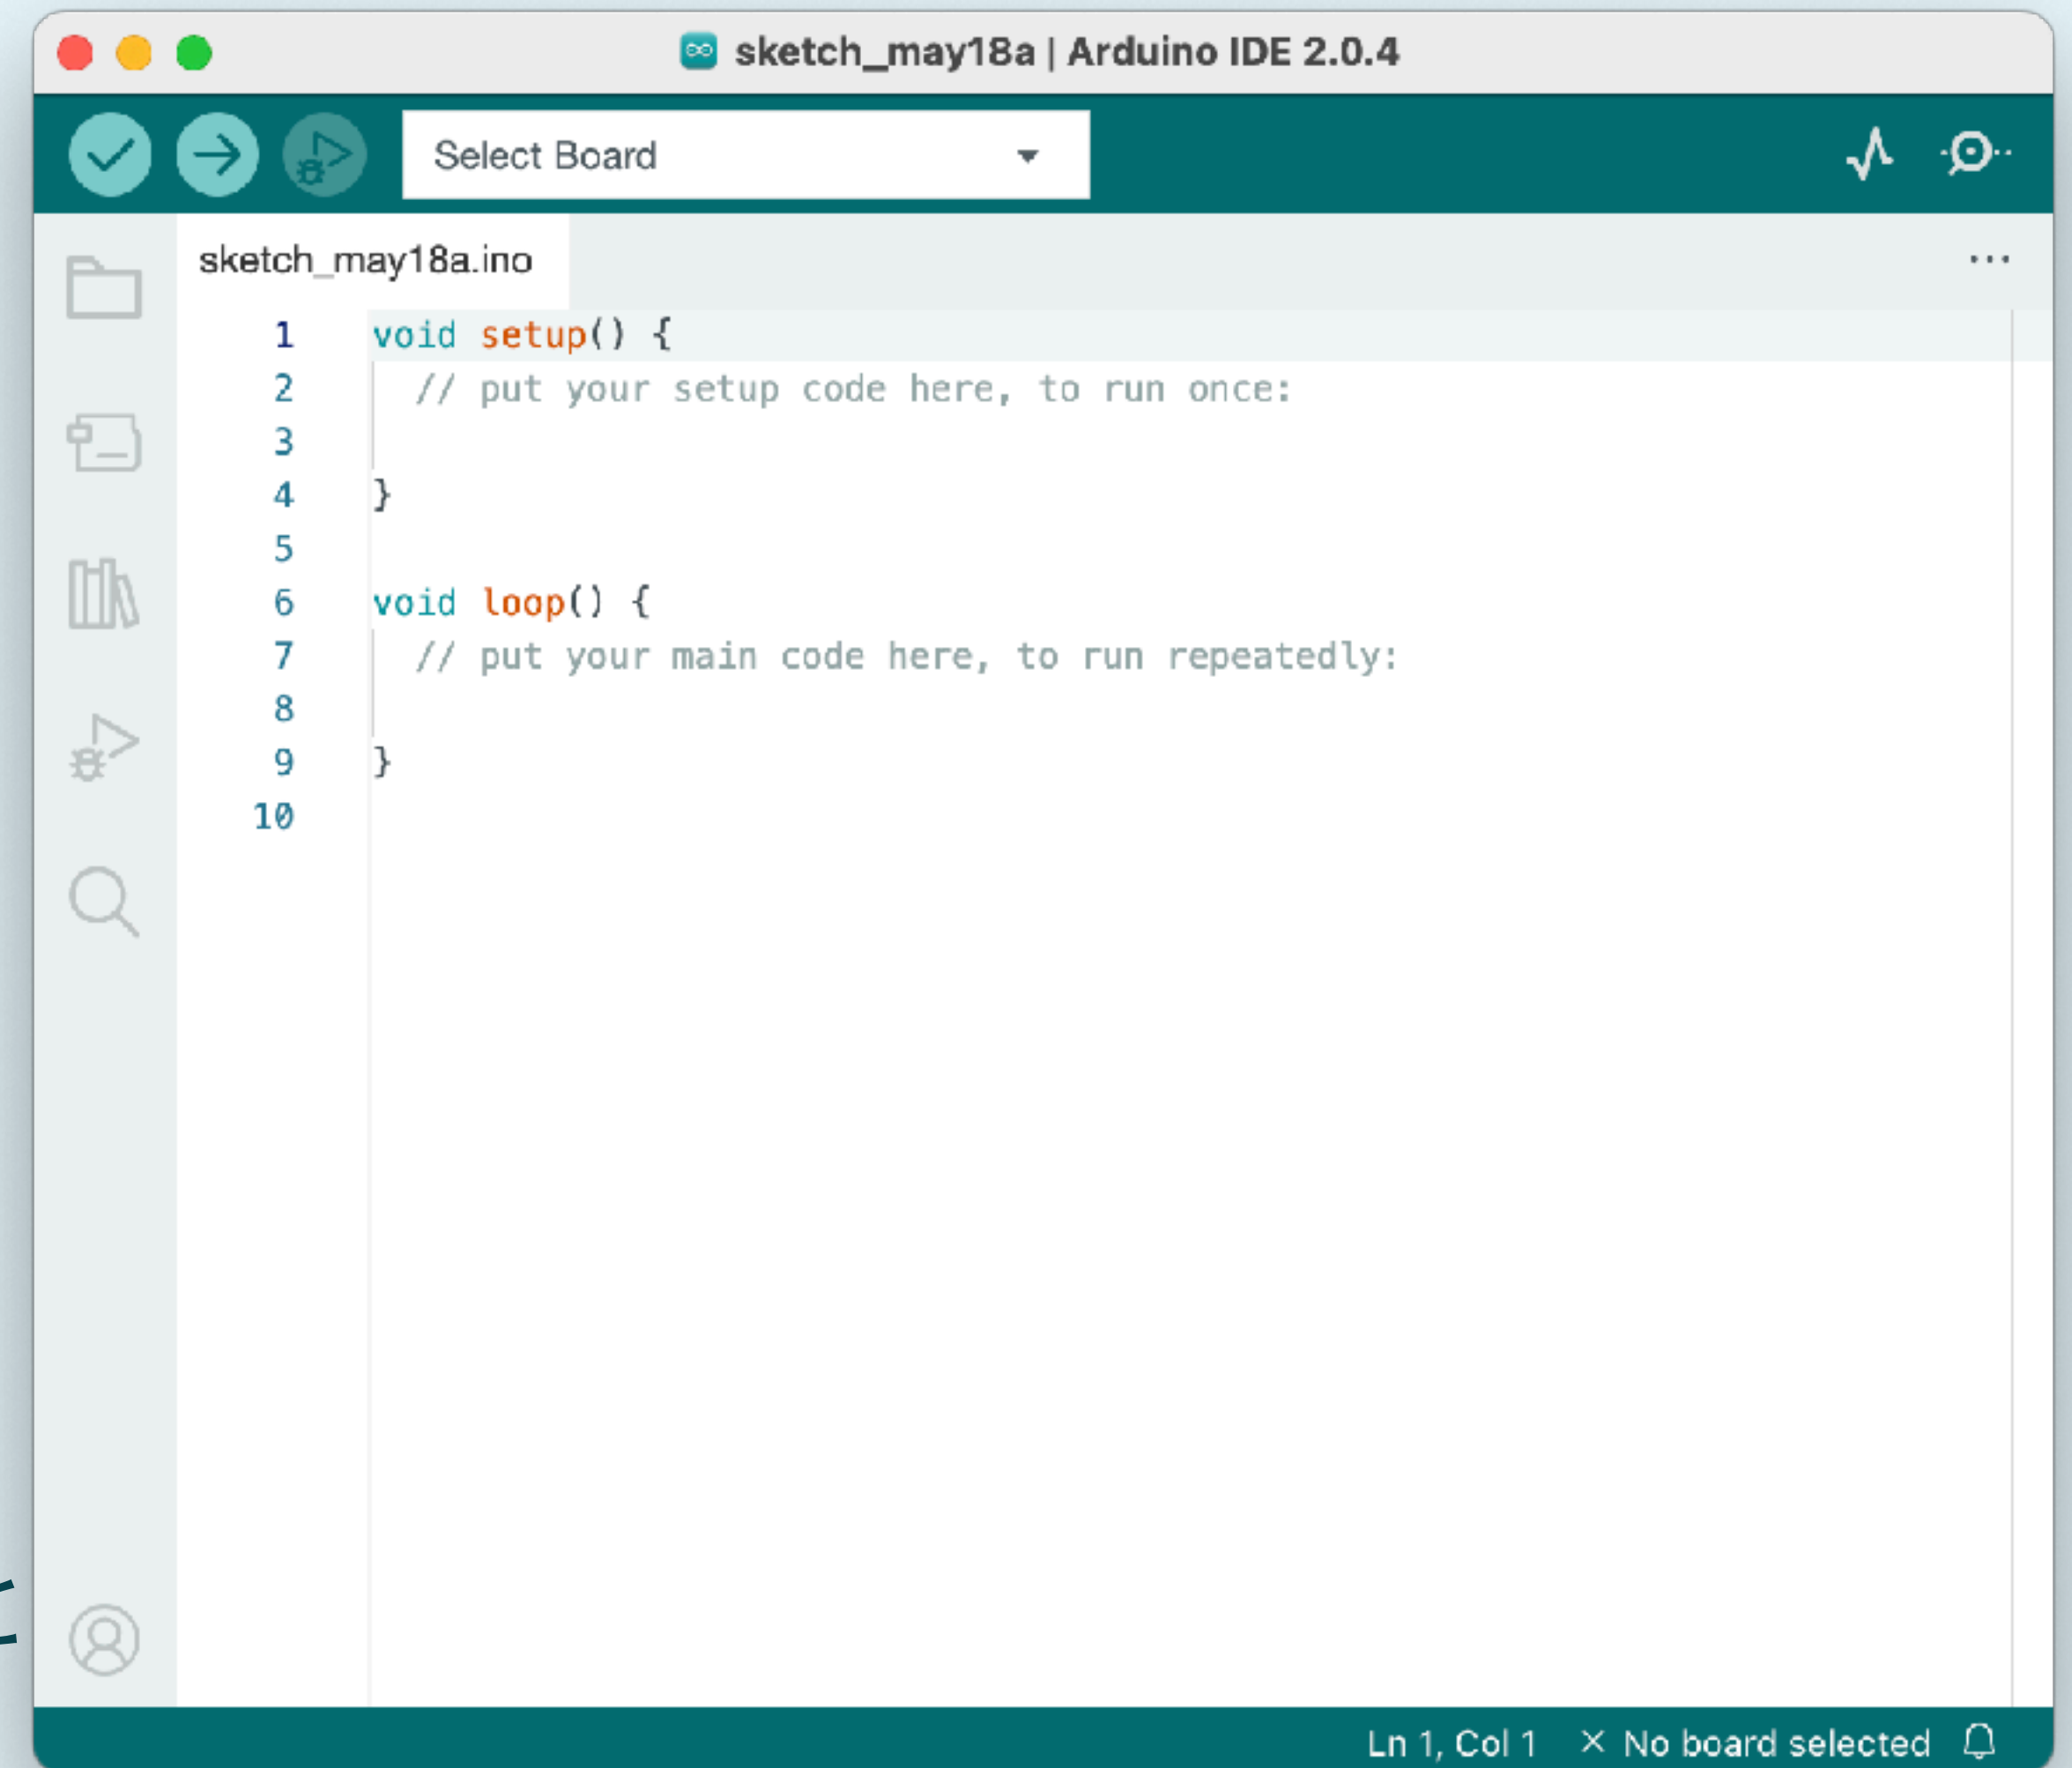 sketch_may18a | Arduino IDE 2.0.4
Select Board
sketch_may18a.ino
...
1 void setup() {
2   // put your setup code here, to run once:
3
4 }
5
6 void loop() {
7   // put your main code here, to run repeatedly:
8
9 }
10
Ln 1, Col 1 × No board selected